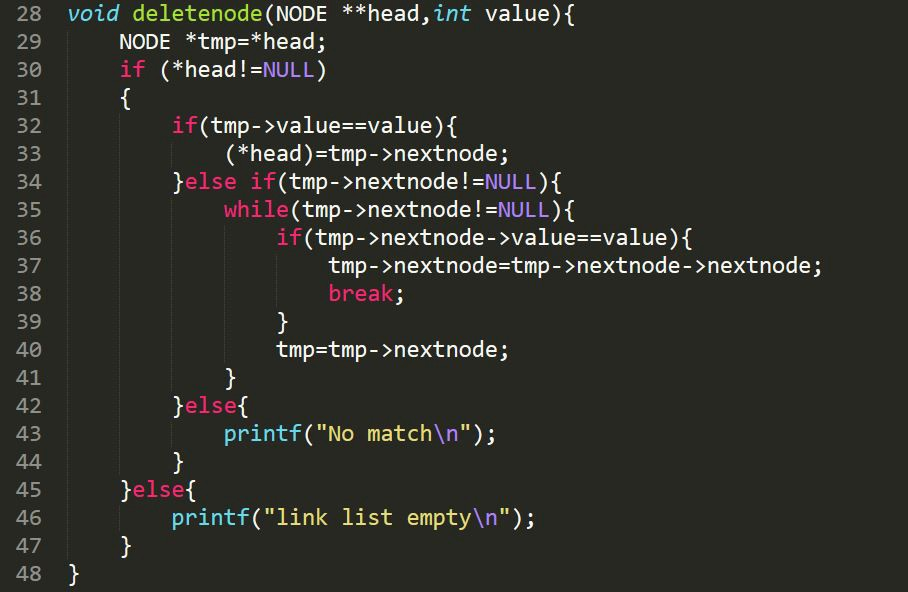 28 void deletenode(NODE **head,int value){
29     NODE *tmp=*head;
30     if (*head!=NULL)
31     {
32         if(tmp->value==value){
33             (*head)=tmp->nextnode;
34         }else if(tmp->nextnode!=NULL){
35             while(tmp->nextnode!=NULL){
36                 if(tmp->nextnode->value==value){
37                     tmp->nextnode=tmp->nextnode->nextnode;
38                     break;
39                 }
40                 tmp=tmp->nextnode;
41             }
42         }else{
43             printf("No match\n");
44         }
45     }else{
46         printf("link list empty\n");
47     }
48 }